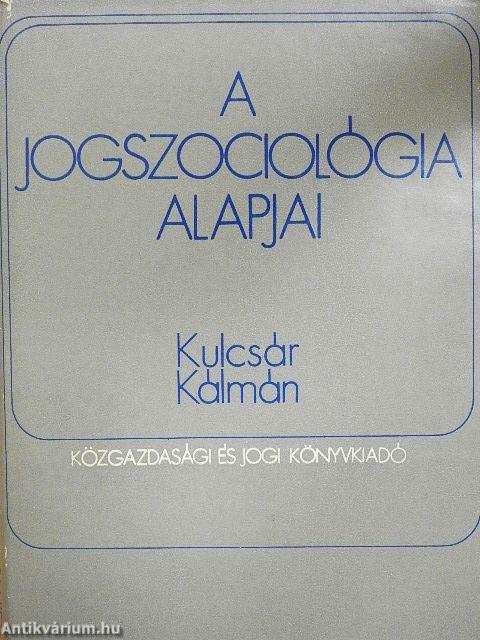 A
JOGSZOCIOLÓGIA
ALAPJAI
Kulcsár
Kálmán
KÖZGAZDASÁGI ÉS JOGI KÖNYVKIADÓ
Antikvárium.hu